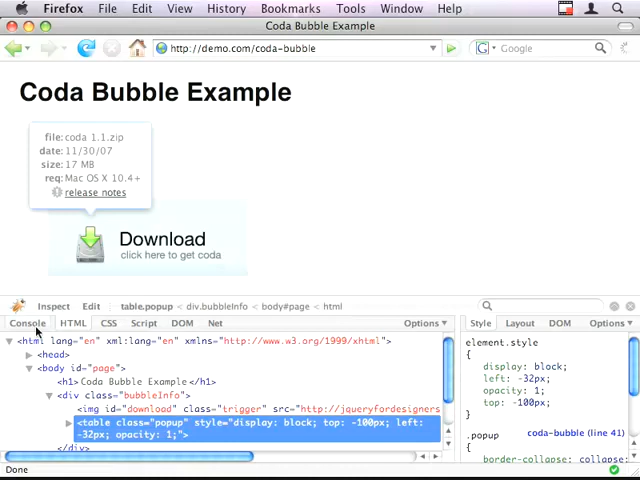 Firefox File Edit View History Bookmarks Tools Window Help
Coda Bubble Example
http://demo.com/coda-bubble
Google
Coda Bubble Example
file: coda 1.1.zip
date: 11/30/07
size: 17 MB
req: Mac OS X 10.4+
release notes
Download
click here to get coda
Inspect Edit table.popup < div.bubbleInfo < body#page < html
Console HTML CSS Script DOM Net Options
Style Layout DOM Options
<html lang="en" xml:lang="en" xmlns="http://www.w3.org/1999/xhtml">
<head>
<body id="page">
<h1>Coda Bubble Example</h1>
<div class="bubbleInfo">
<img id="download" class="trigger" src="http://jqueryfordesigners
<table class="popup" style="display: block; top: -100px; left:
-32px; opacity: 1;">
</div>
element.style
{
display: block;
left: -32px;
opacity: 1;
top: -100px;
}
.popup coda-bubble (line 41)
{
border-collapse: collapse;
Done